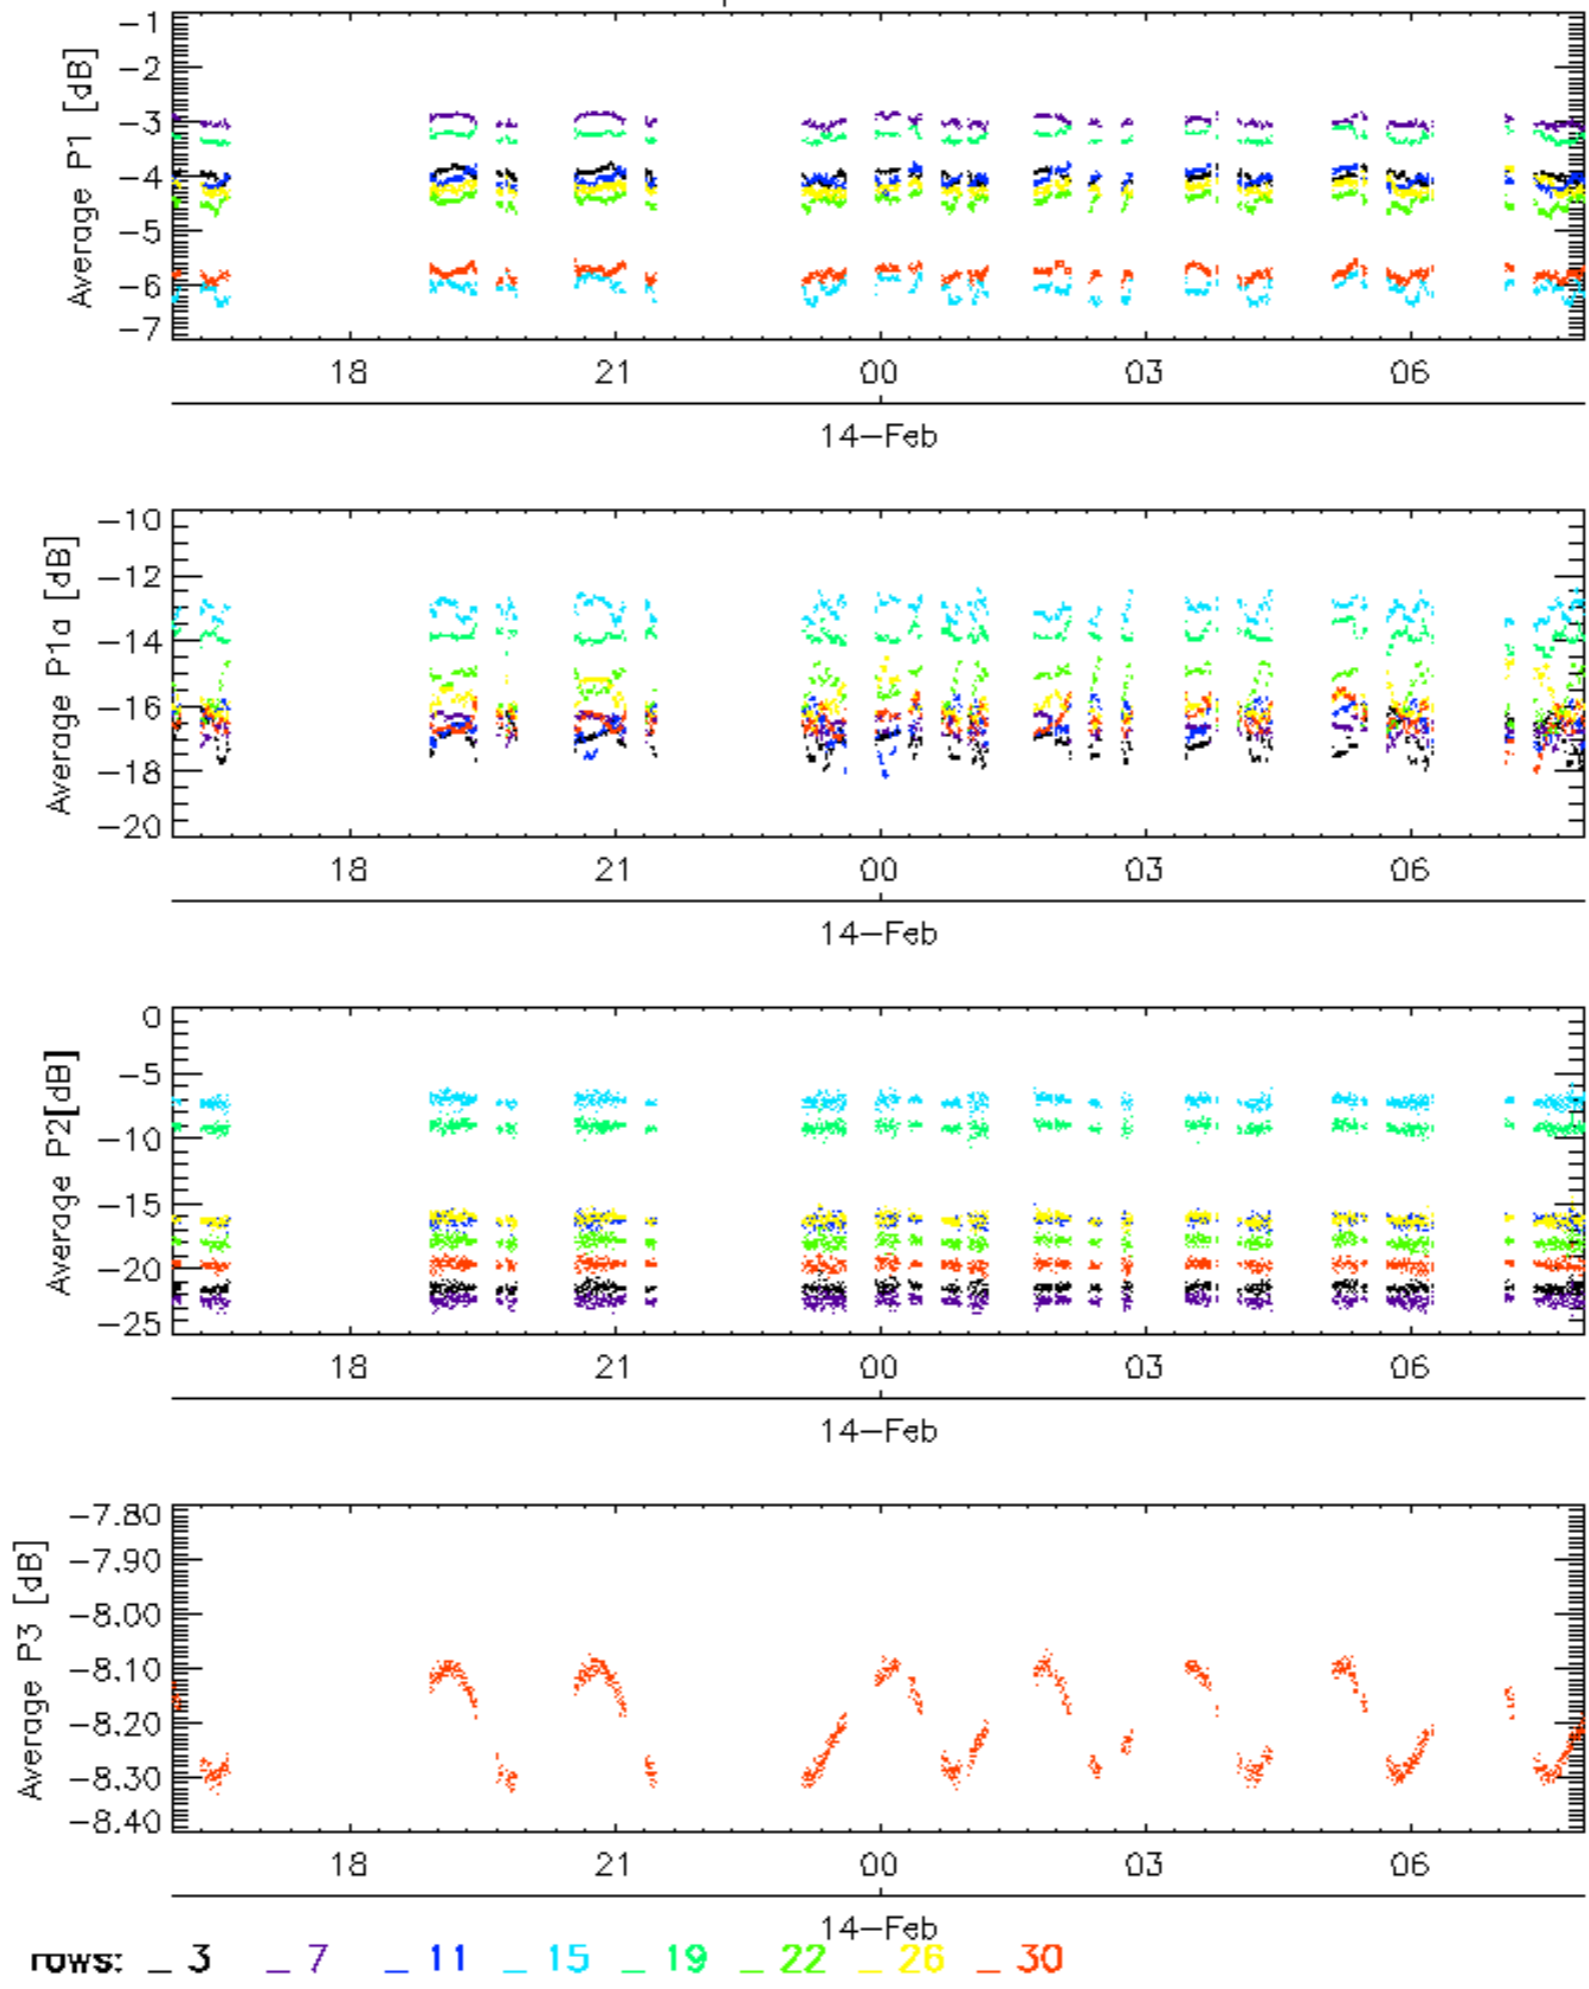 Average P1 [dB]
-1
-2
-3
-4
-5
-6
-7
18 21 00 03 06
14-Feb
Average P1a [dB]
-10
-12
-14
-16
-18
-20
18 21 00 03 06
14-Feb
Average P2[dB]
0
-5
-10
-15
-20
-25
18 21 00 03 06
14-Feb
Average P3 [dB]
-7.80
-7.90
-8.00
-8.10
-8.20
-8.30
-8.40
18 21 00 03 06
14-Feb
rows: _ 3 _ 7 _ 11 _ 15 _ 19 _ 22 _ 26 _ 30